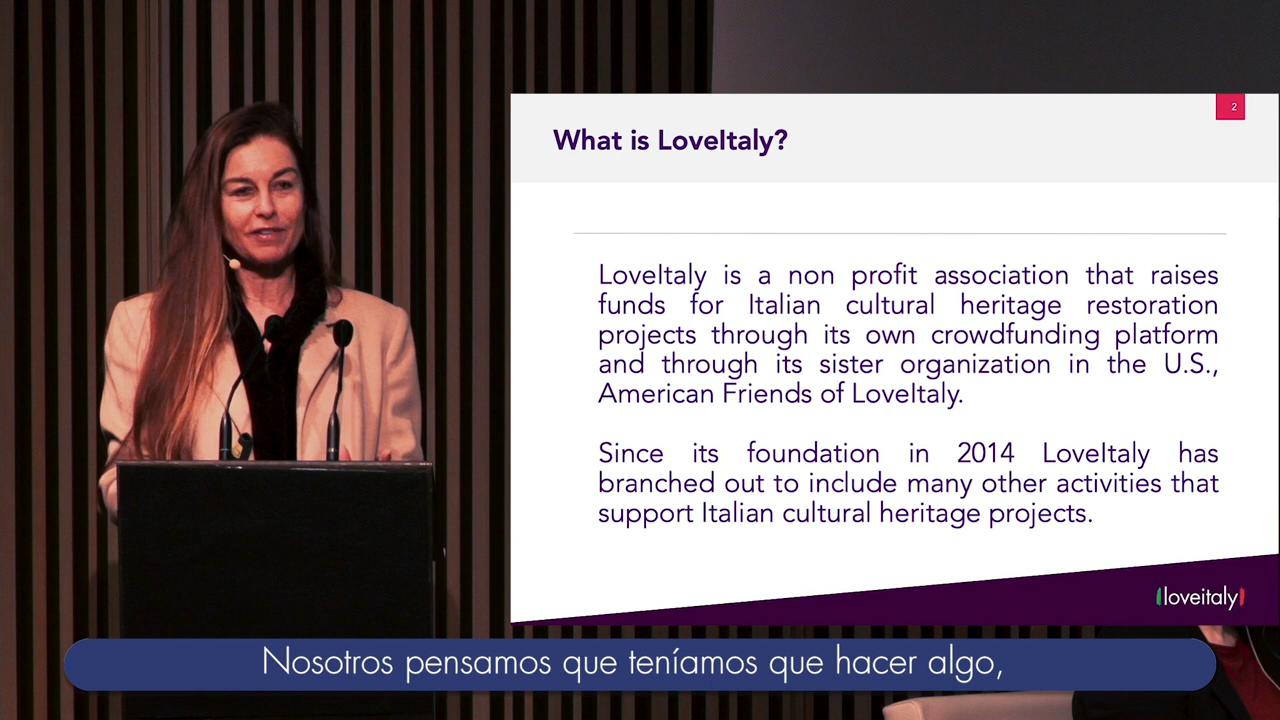 2
What is LoveItaly?
LoveItaly is a non profit association that raises
funds for Italian cultural heritage restoration
projects through its own crowdfunding platform
and through its sister organization in the U.S.,
American Friends of LoveItaly.
Since its foundation in 2014 LoveItaly has
branched out to include many other activities that
support Italian cultural heritage projects.
loveitaly
Nosotros pensamos que teníamos que hacer algo,